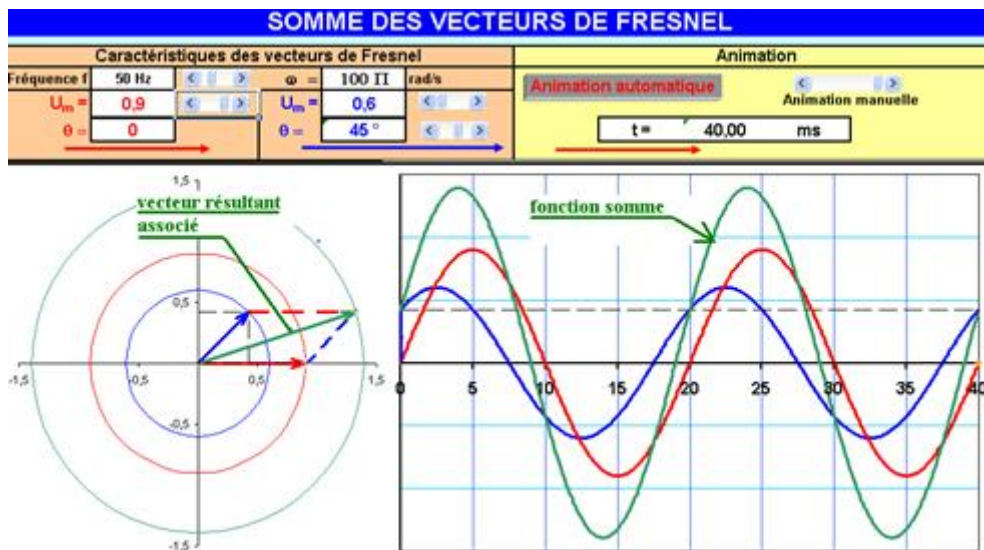 SOMME DES VECTEURS DE FRESNEL
Caractéristiques des vecteurs de Fresnel
Animation
Fréquence f 50 Hz ω = 100 Π rad/s
Animation automatique
Animation manuelle
Um = 0,9 Um = 0,6
θ = 0 θ = 45 °
t = 40,00 ms
1,5
vecteur résultant
associé
fonction somme
0,5
-1,5 -0,5 0,5 1,5
0 5 10 15 20 25 30 35 40
-0,5
-1,5